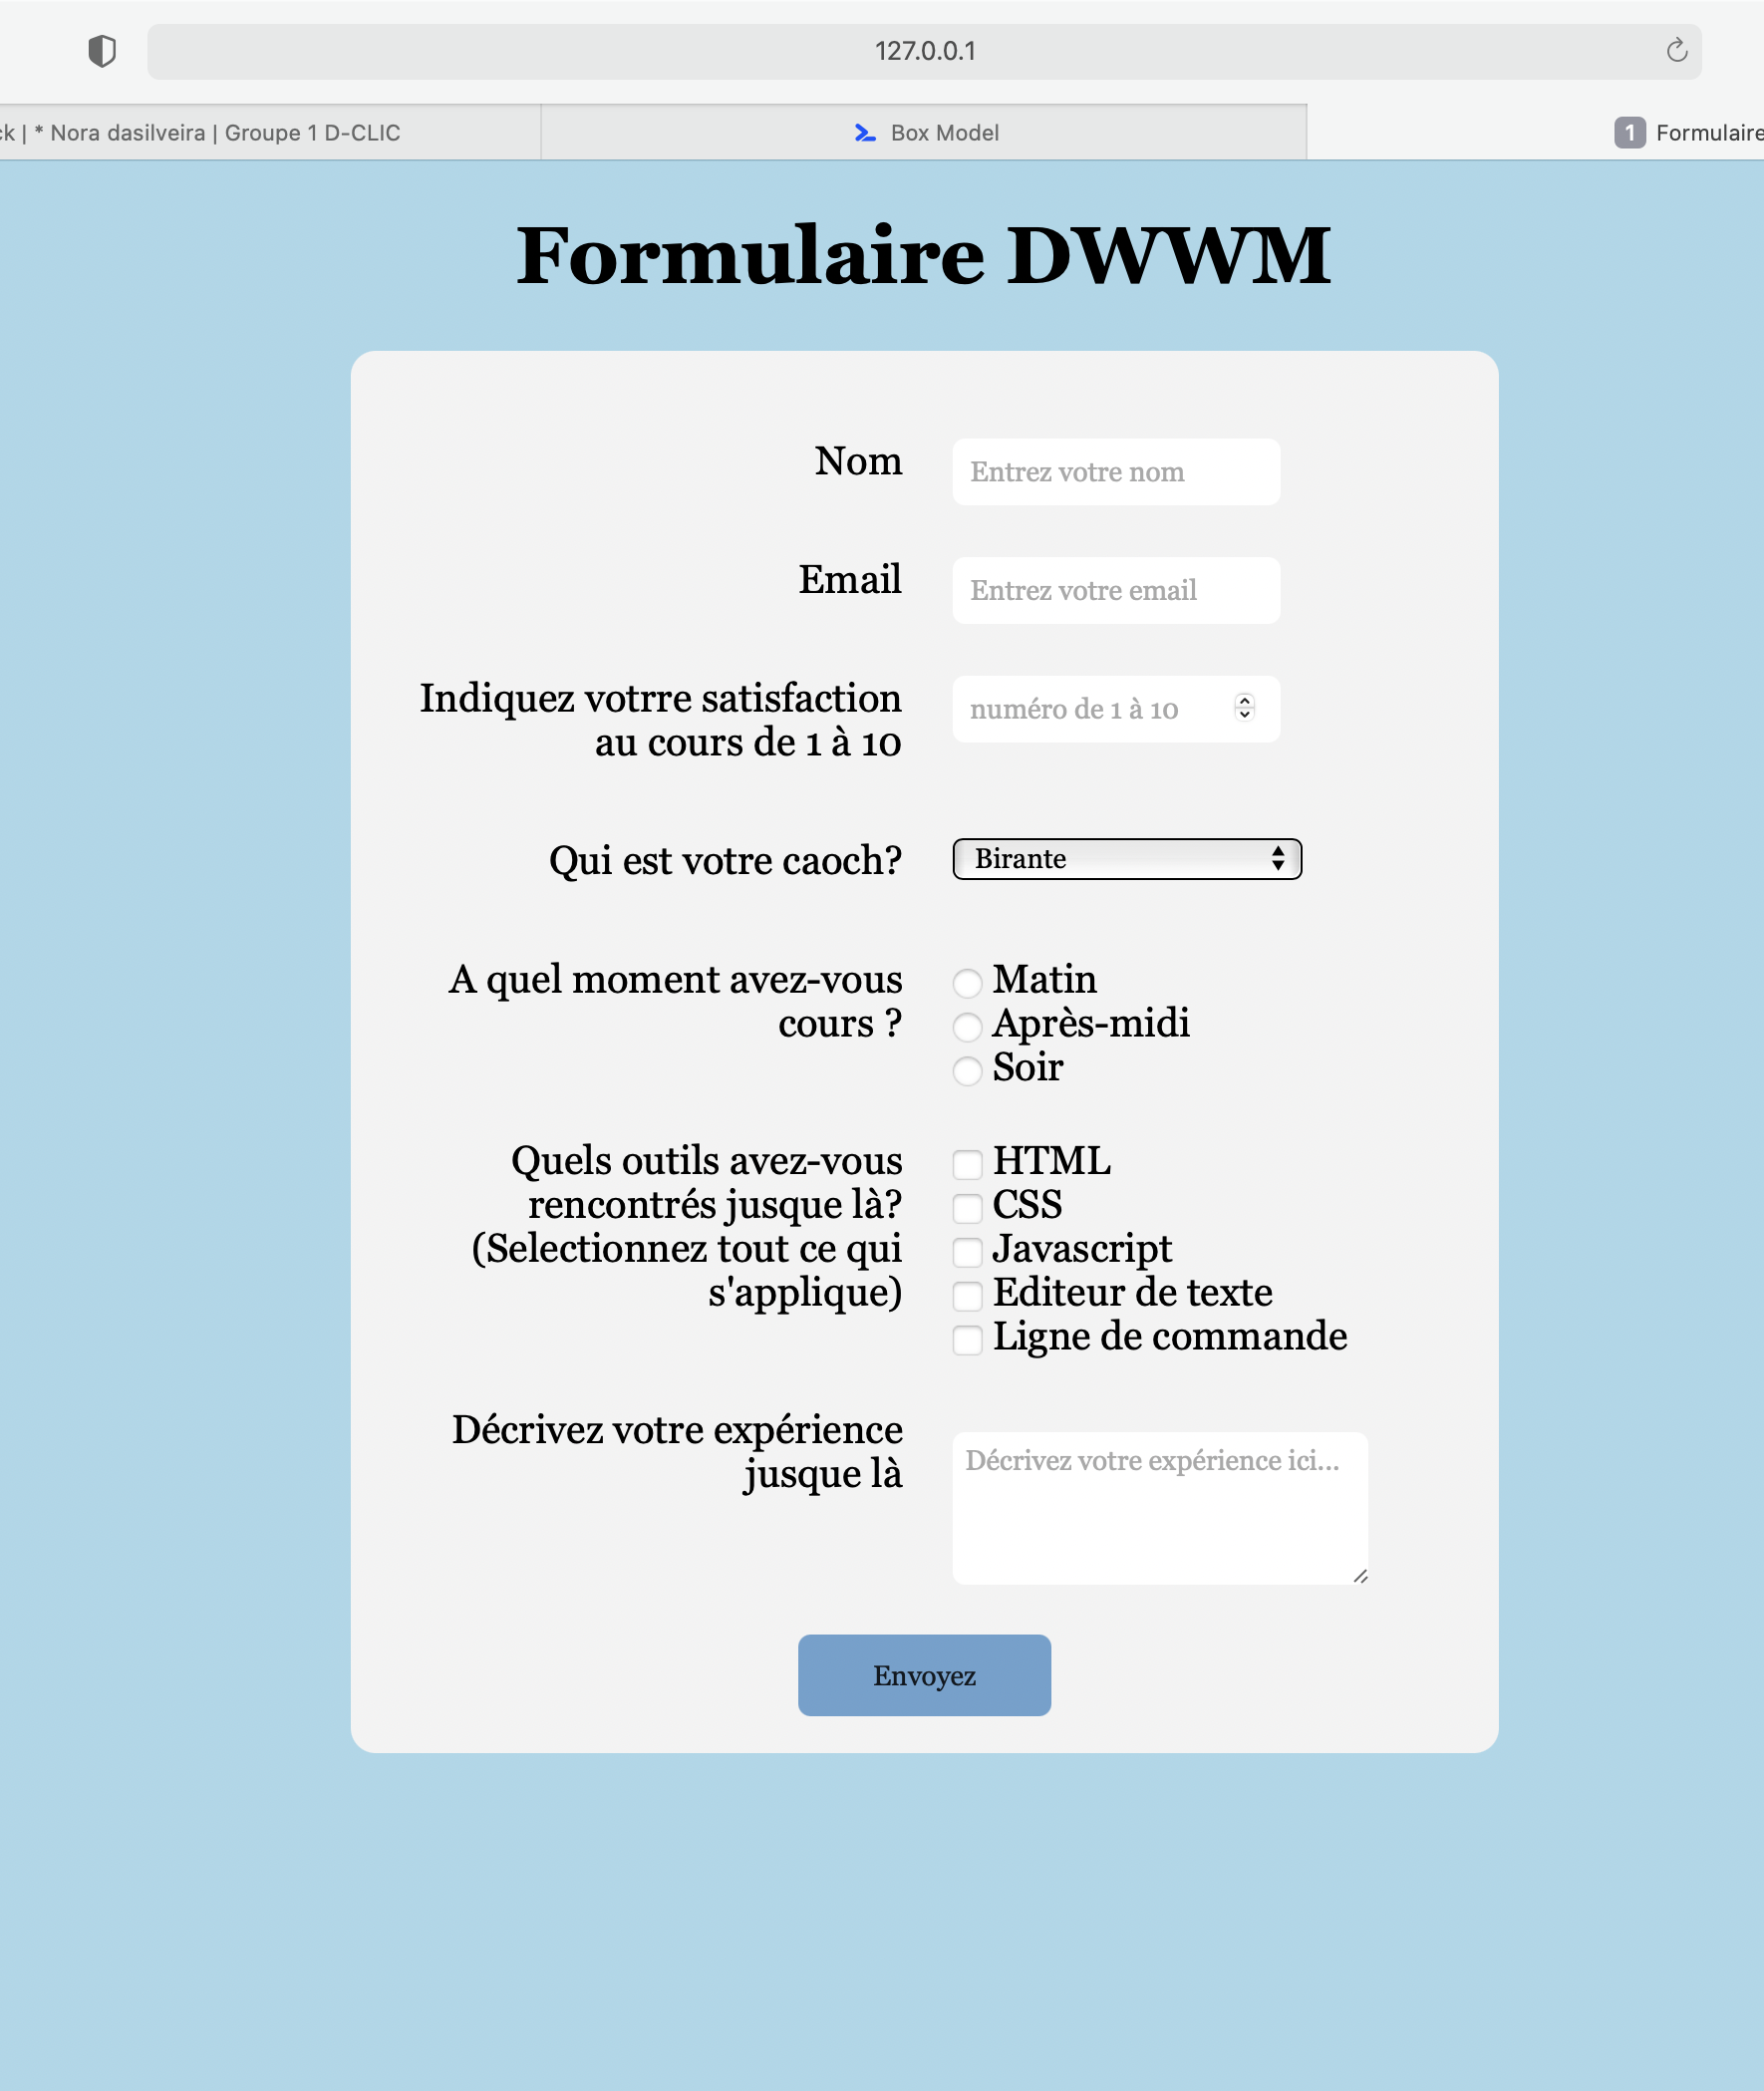 127.0.0.1
ck | * Nora dasilveira | Groupe 1 D-CLIC
Box Model
1 Formulaire
Formulaire DWWM
Nom
Entrez votre nom
Email
Entrez votre email
Indiquez votrre satisfaction
au cours de 1 à 10
numéro de 1 à 10
Qui est votre caoch?
Birante
A quel moment avez-vous
cours ?
Matin
Après-midi
Soir
Quels outils avez-vous
rencontrés jusque là?
(Selectionnez tout ce qui
s'applique)
HTML
CSS
Javascript
Editeur de texte
Ligne de commande
Décrivez votre expérience
jusque là
Décrivez votre expérience ici...
Envoyez